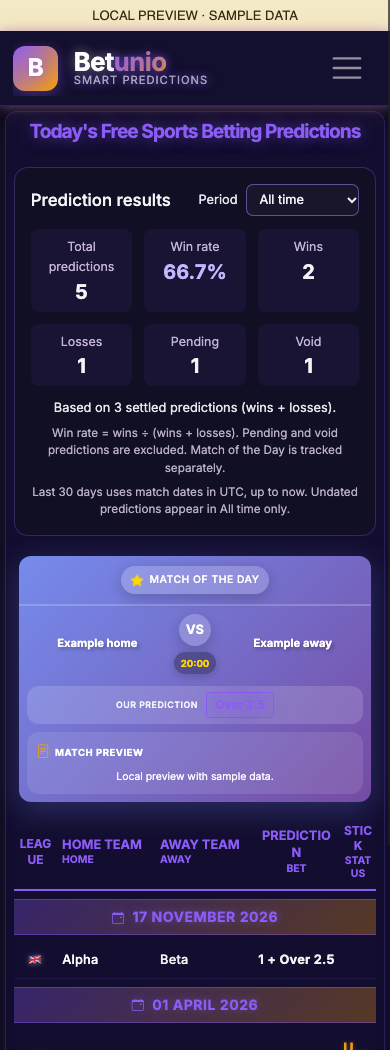 LOCAL PREVIEW · SAMPLE DATA
B
Betunio
SMART PREDICTIONS
Today's Free Sports Betting Predictions
Prediction results
Period
All time
Total
predictions
5
Win rate
66.7%
Wins
2
Losses
1
Pending
1
Void
1
Based on 3 settled predictions (wins + losses).
Win rate = wins ÷ (wins + losses). Pending and void
predictions are excluded. Match of the Day is tracked
separately.
Last 30 days uses match dates in UTC, up to now. Undated
predictions appear in All time only.
MATCH OF THE DAY
Example home
VS
20:00
Example away
OUR PREDICTION
Over 2.5
MATCH PREVIEW
Local preview with sample data.
LEAG
UE
HOME TEAM
HOME
AWAY TEAM
AWAY
PREDICTIO
N
BET
STIC
K
STAT
US
17 NOVEMBER 2026
Alpha
Beta
1 + Over 2.5
01 APRIL 2026